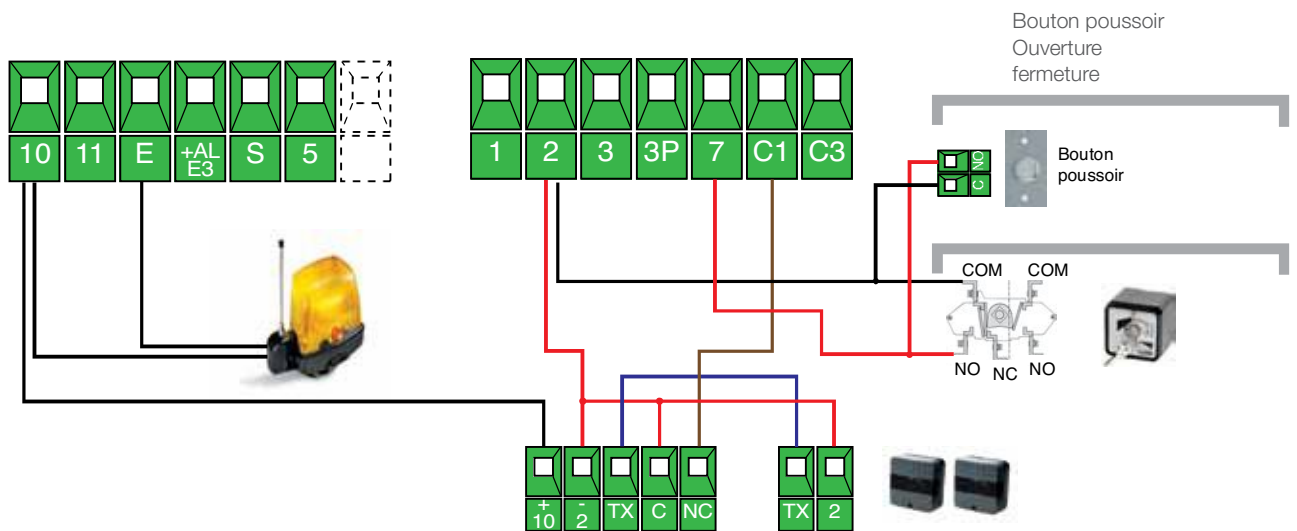 Bouton poussoir
Ouverture
fermeture
10 11 E +AL E3 S 5
1 2 3 3P 7 C1 C3
NO
C
Bouton
poussoir
COM COM
NO NC NO
+ 10 - 2 TX C NC TX 2